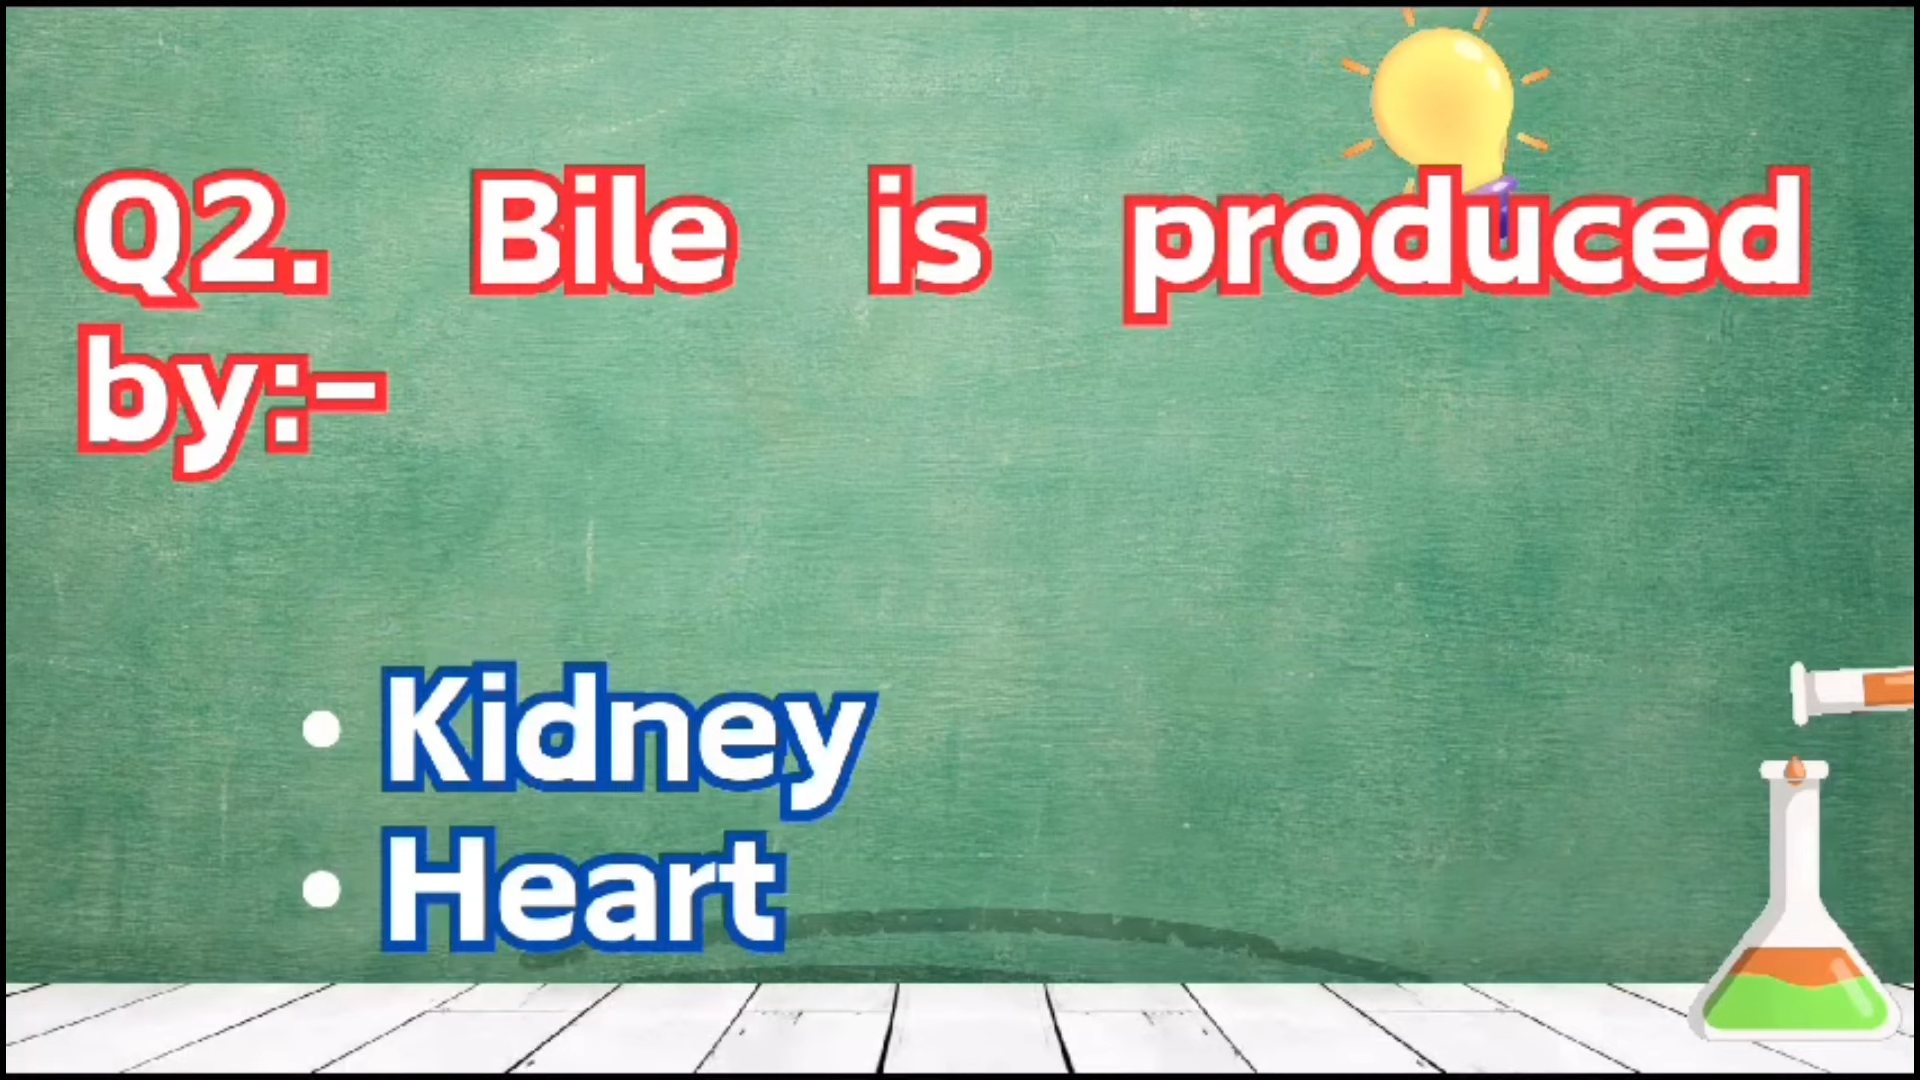 Q2. Bile is produced
by:-
• Kidney
• Heart